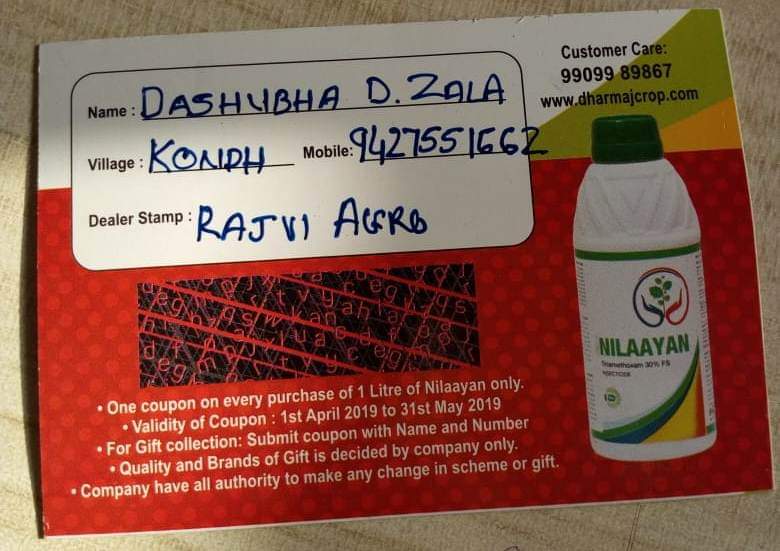 Customer Care:
99099 89867
www.dharmajcrop.com
Name : DASHUBHA D. ZALA
Village : KONDH Mobile: 9427551662
Dealer Stamp : RAJVI AGRO
NILAAYAN
Thiamethoxam 30% FS
INSECTICIDE
• One coupon on every purchase of 1 Litre of Nilaayan only.
• Validity of Coupon : 1st April 2019 to 31st May 2019
• For Gift collection: Submit coupon with Name and Number
• Quality and Brands of Gift is decided by company only.
• Company have all authority to make any change in scheme or gift.